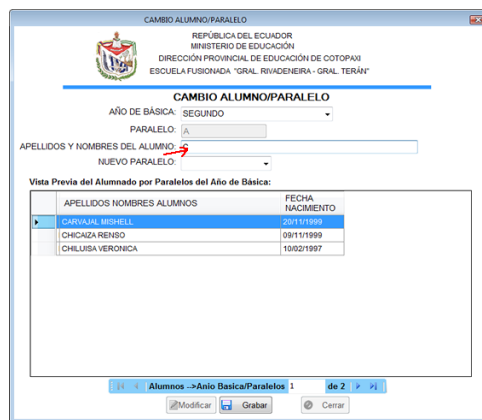 CAMBIO ALUMNO/PARALELO
REPÚBLICA DEL ECUADOR
MINISTERIO DE EDUCACIÓN
DIRECCIÓN PROVINCIAL DE EDUCACIÓN DE COTOPAXI
ESCUELA FUSIONADA "GRAL. RIVADENEIRA - GRAL. TERÁN"
CAMBIO ALUMNO/PARALELO
AÑO DE BÁSICA: SEGUNDO
PARALELO: A
APELLIDOS Y NOMBRES DEL ALUMNO: C
NUEVO PARALELO:
Vista Previa del Alumnado por Paralelos del Año de Básica:
APELLIDOS NOMBRES ALUMNOS FECHA NACIMIENTO
CARVAJAL MISHELL 20/11/1999
CHICAIZA RENSO 09/11/1999
CHILUISA VERONICA 10/02/1997
Alumnos -->Anio Basica/Paralelos 1 de 2
Modificar Grabar Cerrar